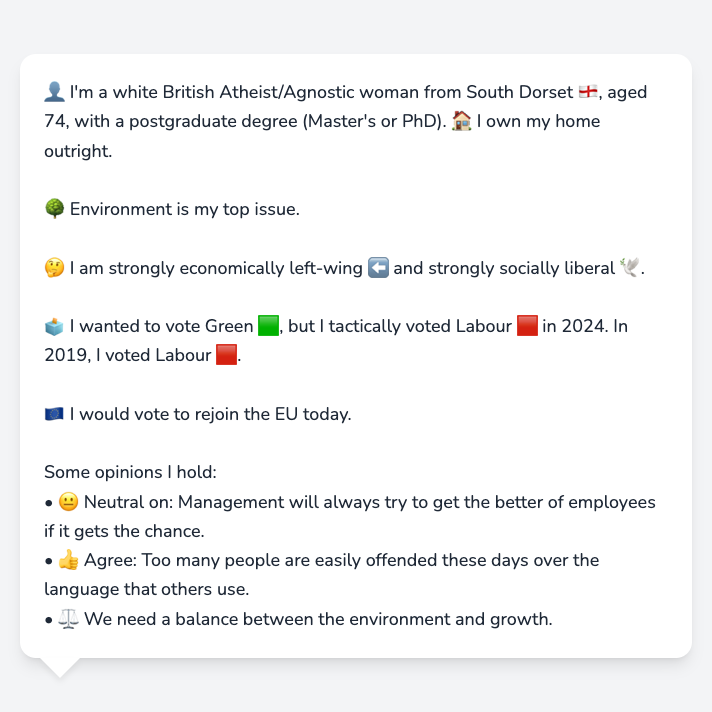 👤 I'm a white British Atheist/Agnostic woman from South Dorset 🏴󠁧󠁢󠁥󠁮󠁧󠁿, aged
74, with a postgraduate degree (Master's or PhD). 🏠 I own my home
outright.
🌳 Environment is my top issue.
🤔 I am strongly economically left-wing ⬅️ and strongly socially liberal 🕊️.
🗳️ I wanted to vote Green 🟩, but I tactically voted Labour 🟥 in 2024. In
2019, I voted Labour 🟥.
🇪🇺 I would vote to rejoin the EU today.
Some opinions I hold:
• 😐 Neutral on: Management will always try to get the better of employees
if it gets the chance.
• 👍 Agree: Too many people are easily offended these days over the
language that others use.
• ⚖️ We need a balance between the environment and growth.